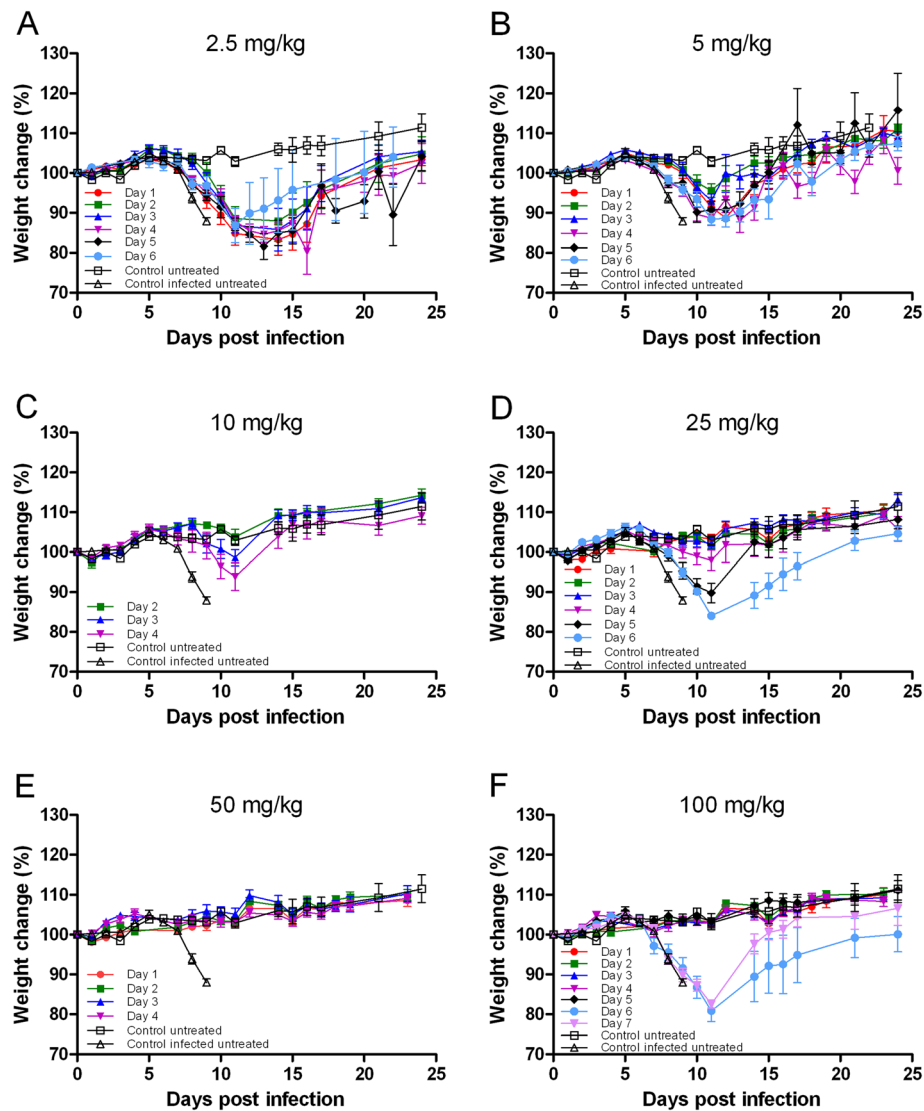 A
2.5 mg/kg
Weight change (%)
130
120
110
100
90
80
70
Day 1
Day 2
Day 3
Day 4
Day 5
Day 6
Control untreated
Control infected untreated
0
5
10
15
20
25
Days post infection
B
5 mg/kg
Weight change (%)
130
120
110
100
90
80
70
Day 1
Day 2
Day 3
Day 4
Day 5
Day 6
Control untreated
Control infected untreated
0
5
10
15
20
25
Days post infection
C
10 mg/kg
Weight change (%)
130
120
110
100
90
80
70
Day 2
Day 3
Day 4
Control untreated
Control infected untreated
0
5
10
15
20
25
Days post infection
D
25 mg/kg
Weight change (%)
130
120
110
100
90
80
70
Day 1
Day 2
Day 3
Day 4
Day 5
Day 6
Control untreated
Control infected untreated
0
5
10
15
20
25
Days post infection
E
50 mg/kg
Weight change (%)
130
120
110
100
90
80
70
Day 1
Day 2
Day 3
Day 4
Control untreated
Control infected untreated
0
5
10
15
20
25
Days post infection
F
100 mg/kg
Weight change (%)
130
120
110
100
90
80
70
Day 1
Day 2
Day 3
Day 4
Day 5
Day 6
Day 7
Control untreated
Control infected untreated
0
5
10
15
20
25
Days post infection